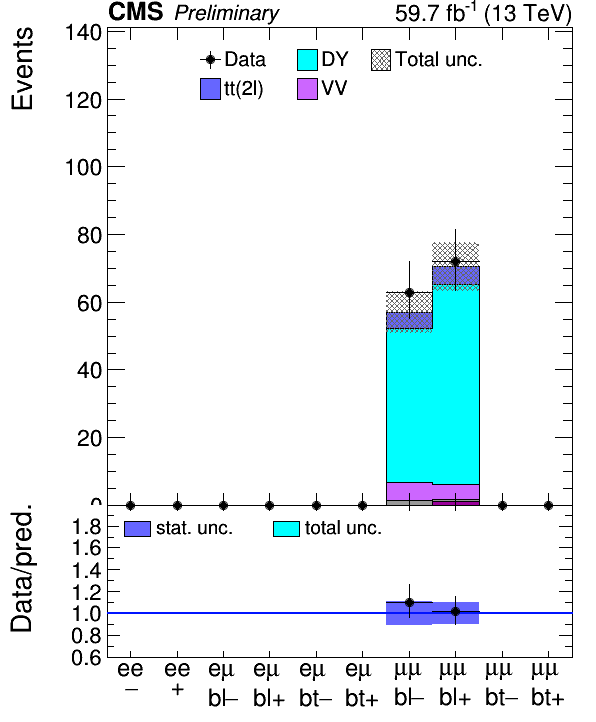 CMS Preliminary 59.7 fb⁻¹ (13 TeV)
Events
140
120
100
80
60
40
20
0
Data DY Total unc.
tt(2l) VV
Data/pred.
1.8
1.6
1.4
1.2
1.0
0.8
0.6
stat. unc. total unc.
ee ee eμ eμ eμ eμ μμ μμ μμ μμ
− + bl− bl+ bt− bt+ bl− bl+ bt− bt+